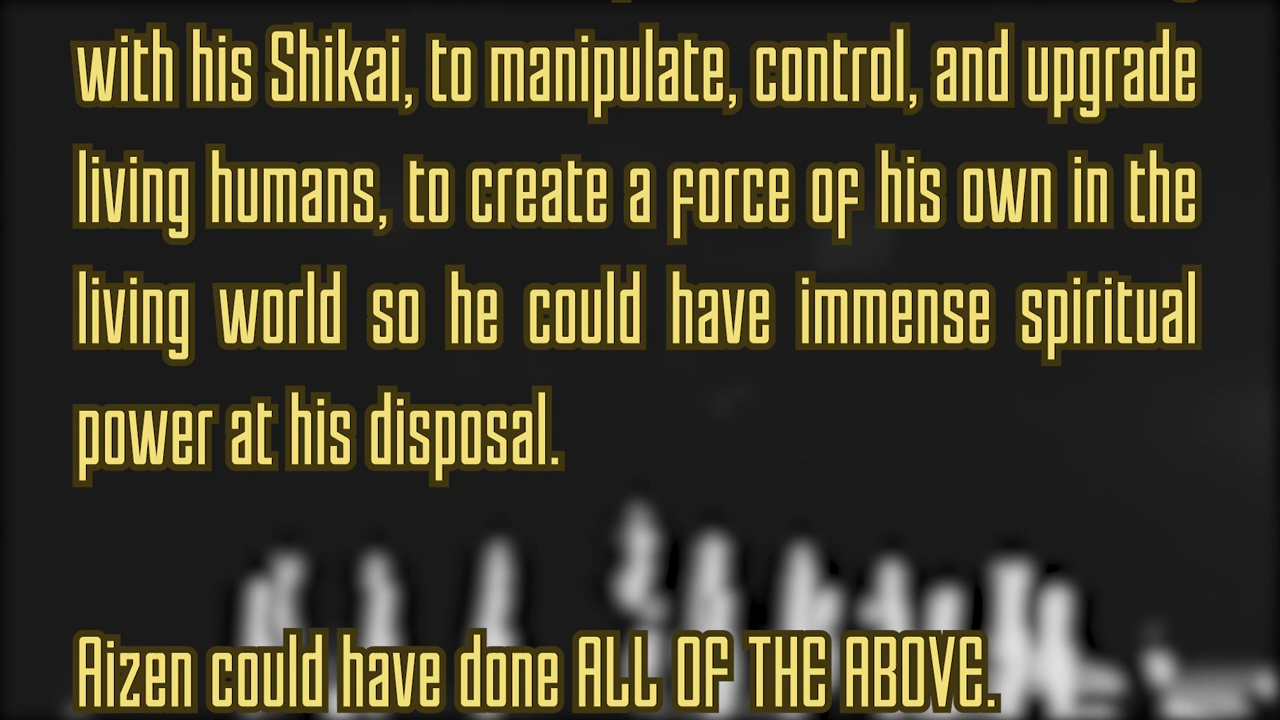 with his Shikai, to manipulate, control, and upgrade
living humans, to create a force of his own in the
living world so he could have immense spiritual
power at his disposal.
Aizen could have done ALL OF THE ABOVE.